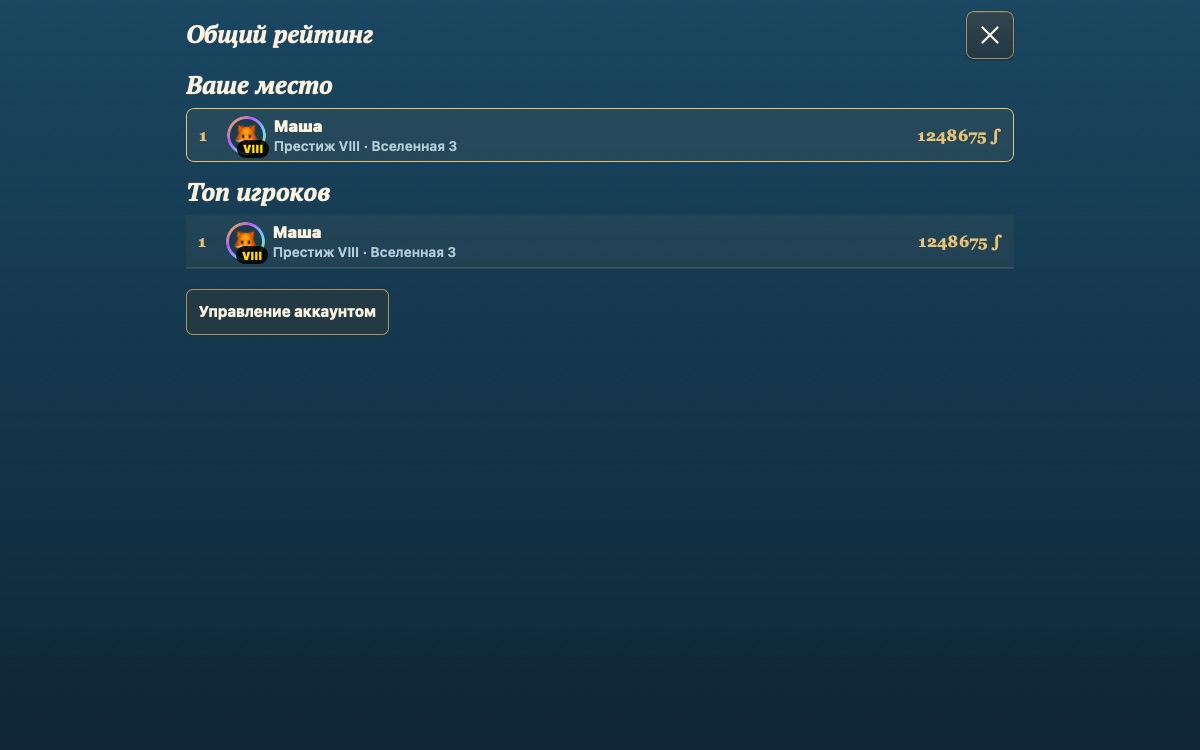 Общий рейтинг
Ваше место
1 VIII Маша 1248675 ʃ
Престиж VIII · Вселенная 3
Топ игроков
1 VIII Маша 1248675 ʃ
Престиж VIII · Вселенная 3
Управление аккаунтом